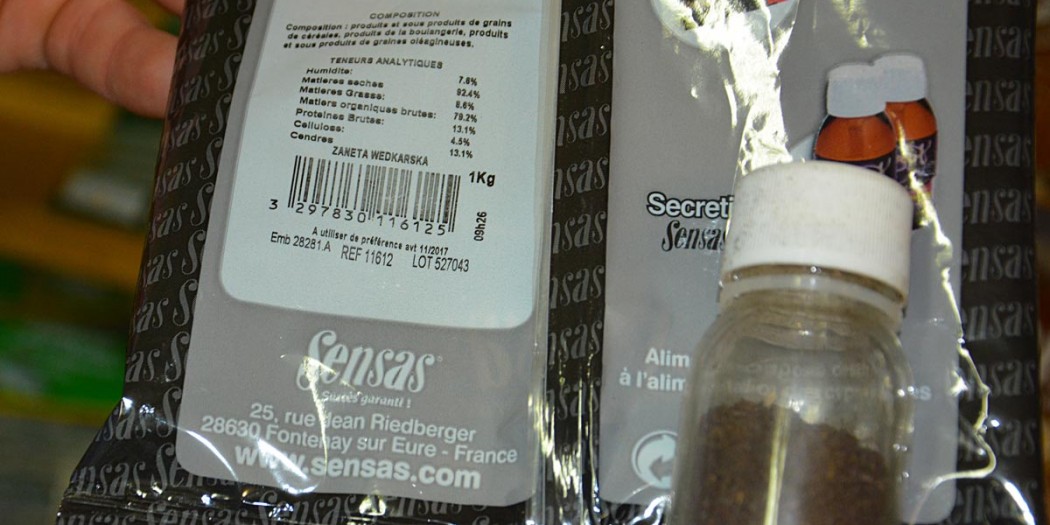 COMPOSITION
Composition : produits et sous produits de grains
de céréales, produits de la boulangerie, produits
et sous produits de graines oléagineuses.
TENEURS ANALYTIQUES
Humidite: 7.6%
Matieres seches 92.4%
Matieres Grasse: 8.6%
Matiers organiques brutes: 79.2%
Proteines Brutes: 13.1%
Cellulose: 4.5%
Cendres 13.1%
ZANETA WEDKARSKA
1Kg
3 297830 116125
09h26
A utiliser de préférence avt 11/2017
Emb 28281.A REF 11612 LOT 527043
Sensas
Succès garanti !
25, rue Jean Riedberger
28630 Fontenay sur Eure - France
www.sensas.com
Secreti
Sensas
Alim
à l'alim